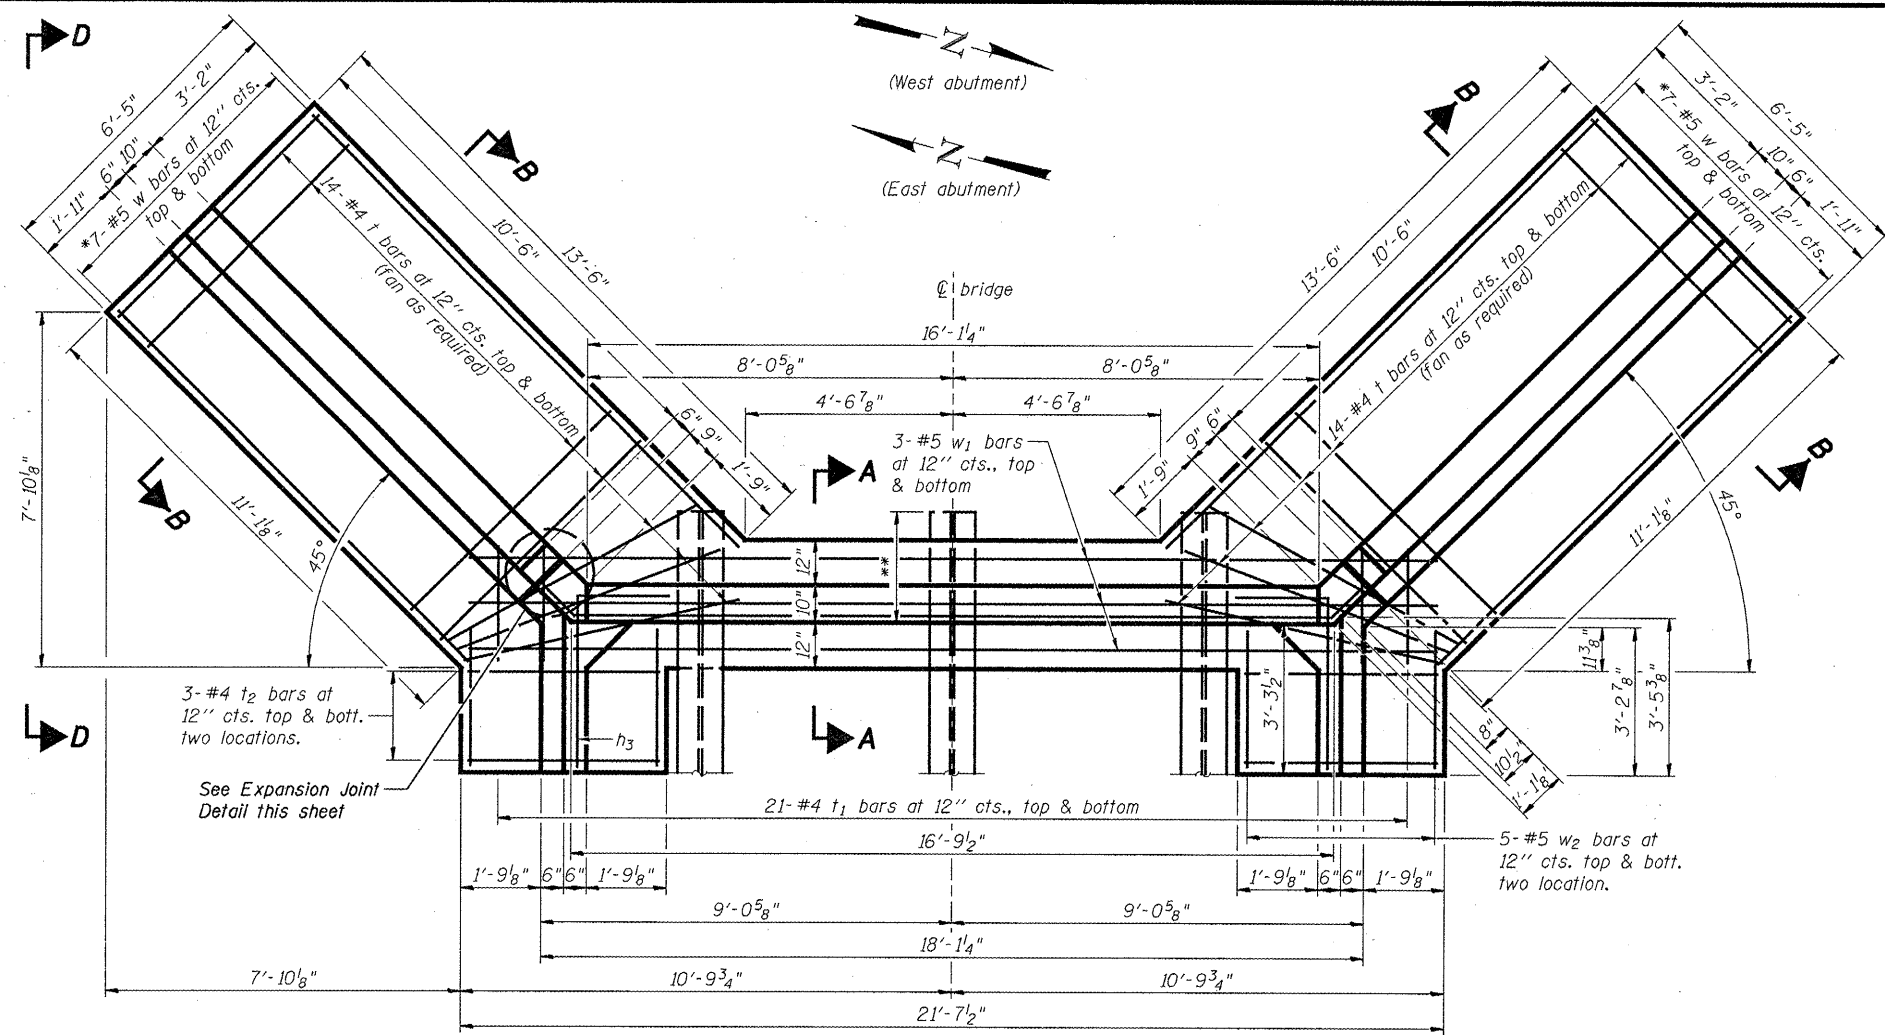 D
6'-5"
3'-2"
1'-11"
6"
10"
*7-#5 w bars at 12" cts.
top & bottom
B
14-#4 t bars at 12" cts. top & bottom
(fan as required)
10'-6"
13'-6"
N
(West abutment)
N
(East abutment)
B
3'-2"
6'-5"
*7-#5 w bars at 12" cts.
top & bottom
10"
6"
1'-11"
13'-6"
10'-6"
14-#4 t bars at 12" cts. top & bottom
(fan as required)
℄ bridge
16'-1¼"
8'-0⅝"
8'-0⅝"
4'-6⅞"
4'-6⅞"
6"
9"
1'-9"
9"
6"
1'-9"
3-#5 w1 bars
at 12" cts., top
& bottom
A
7'-10⅛"
B
11'-1⅛"
45°
B
11'-1⅛"
45°
12"
10"
12"
**
3-#4 t2 bars at
12" cts. top & bott.
two locations.
D
h3
A
3'-3½"
11⅜"
3'-2⅞"
3'-5⅜"
8"
10½"
1'-1⅛"
See Expansion Joint
Detail this sheet
21-#4 t1 bars at 12" cts., top & bottom
16'-9½"
5-#5 w2 bars at
12" cts. top & bott.
two location.
1'-9⅛"
6"
6"
1'-9⅛"
1'-9⅛"
6"
6"
1'-9⅛"
9'-0⅝"
9'-0⅝"
18'-1¼"
7'-10⅛"
10'-9¾"
10'-9¾"
21'-7½"